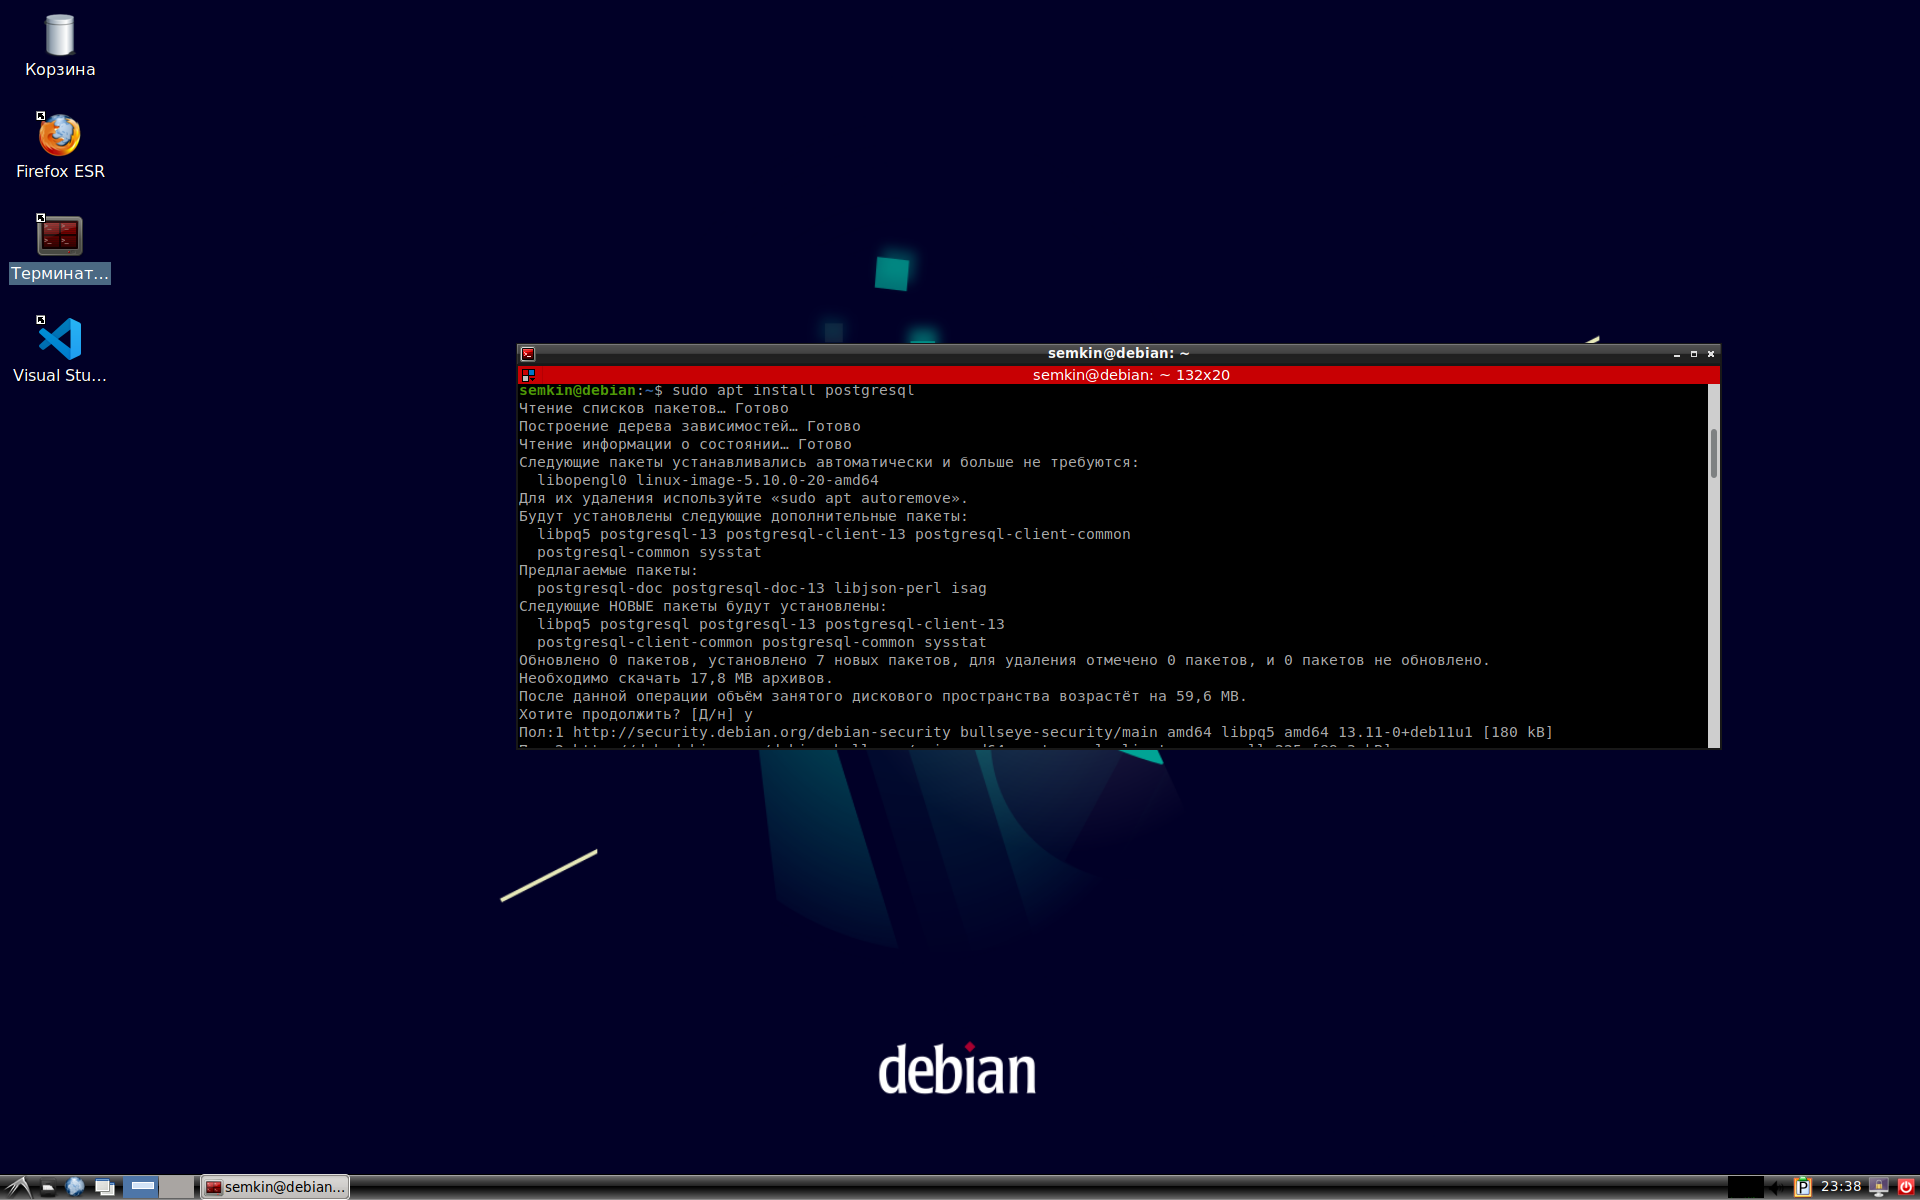 Корзина
Firefox ESR
Терминат...
Visual Stu...
semkin@debian: ~
semkin@debian: ~ 132x20
semkin@debian:~$ sudo apt install postgresql
Чтение списков пакетов… Готово
Построение дерева зависимостей… Готово
Чтение информации о состоянии… Готово
Следующие пакеты устанавливались автоматически и больше не требуются:
libopengl0 linux-image-5.10.0-20-amd64
Для их удаления используйте «sudo apt autoremove».
Будут установлены следующие дополнительные пакеты:
libpq5 postgresql-13 postgresql-client-13 postgresql-client-common
postgresql-common sysstat
Предлагаемые пакеты:
postgresql-doc postgresql-doc-13 libjson-perl isag
Следующие НОВЫЕ пакеты будут установлены:
libpq5 postgresql postgresql-13 postgresql-client-13
postgresql-client-common postgresql-common sysstat
Обновлено 0 пакетов, установлено 7 новых пакетов, для удаления отмечено 0 пакетов, и 0 пакетов не обновлено.
Необходимо скачать 17,8 MB архивов.
После данной операции объём занятого дискового пространства возрастёт на 59,6 MB.
Хотите продолжить? [Д/н] y
Пол:1 http://security.debian.org/debian-security bullseye-security/main amd64 libpq5 amd64 13.11-0+deb11u1 [180 kB]
debian
semkin@debian...
23:38